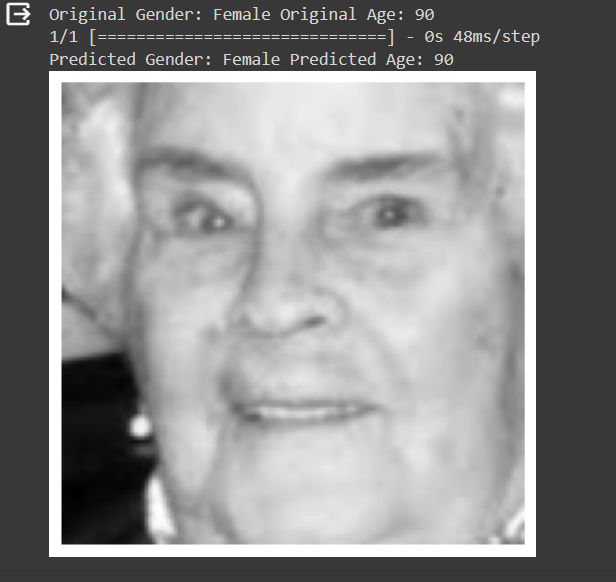 Original Gender: Female Original Age: 90
1/1 [==============================] - 0s 48ms/step
Predicted Gender: Female Predicted Age: 90